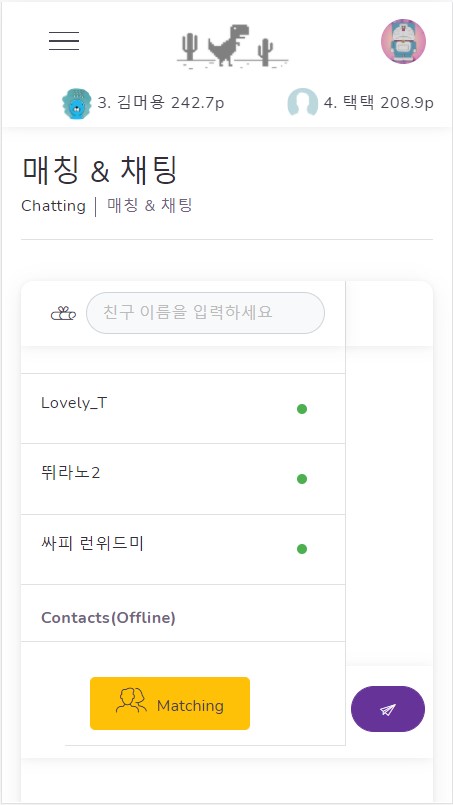 3. 김머용 242.7p 4. 택택 208.9p
매칭 & 채팅
Chatting | 매칭 & 채팅
친구 이름을 입력하세요
Lovely_T
뛰라노2
싸피 런위드미
Contacts(Offline)
Matching